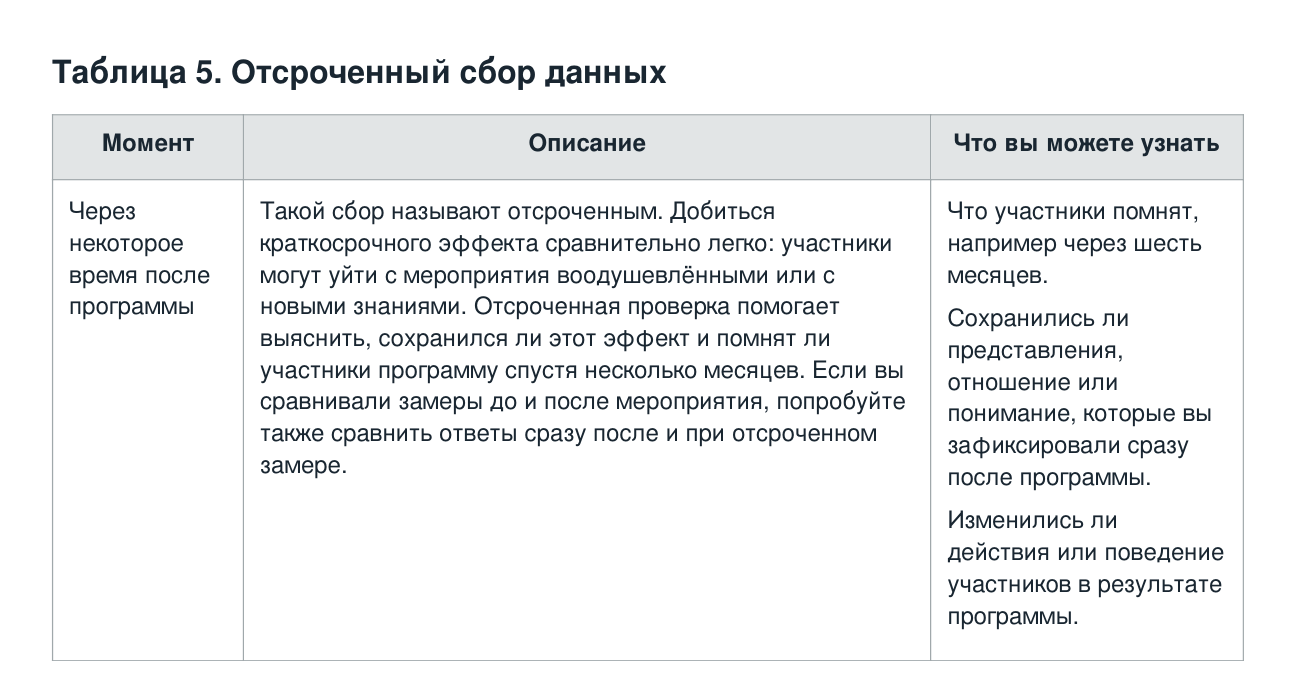 Таблица 5. Отсроченный сбор данных
Момент
Описание
Что вы можете узнать
Через
некоторое
время после
программы
Такой сбор называют отсроченным. Добиться
краткосрочного эффекта сравнительно легко: участники
могут уйти с мероприятия воодушевлёнными или с
новыми знаниями. Отсроченная проверка помогает
выяснить, сохранился ли этот эффект и помнят ли
участники программу спустя несколько месяцев. Если вы
сравнивали замеры до и после мероприятия, попробуйте
также сравнить ответы сразу после и при отсроченном
замере.
Что участники помнят,
например через шесть
месяцев.
Сохранились ли
представления,
отношение или
понимание, которые вы
зафиксировали сразу
после программы.
Изменились ли
действия или поведение
участников в результате
программы.